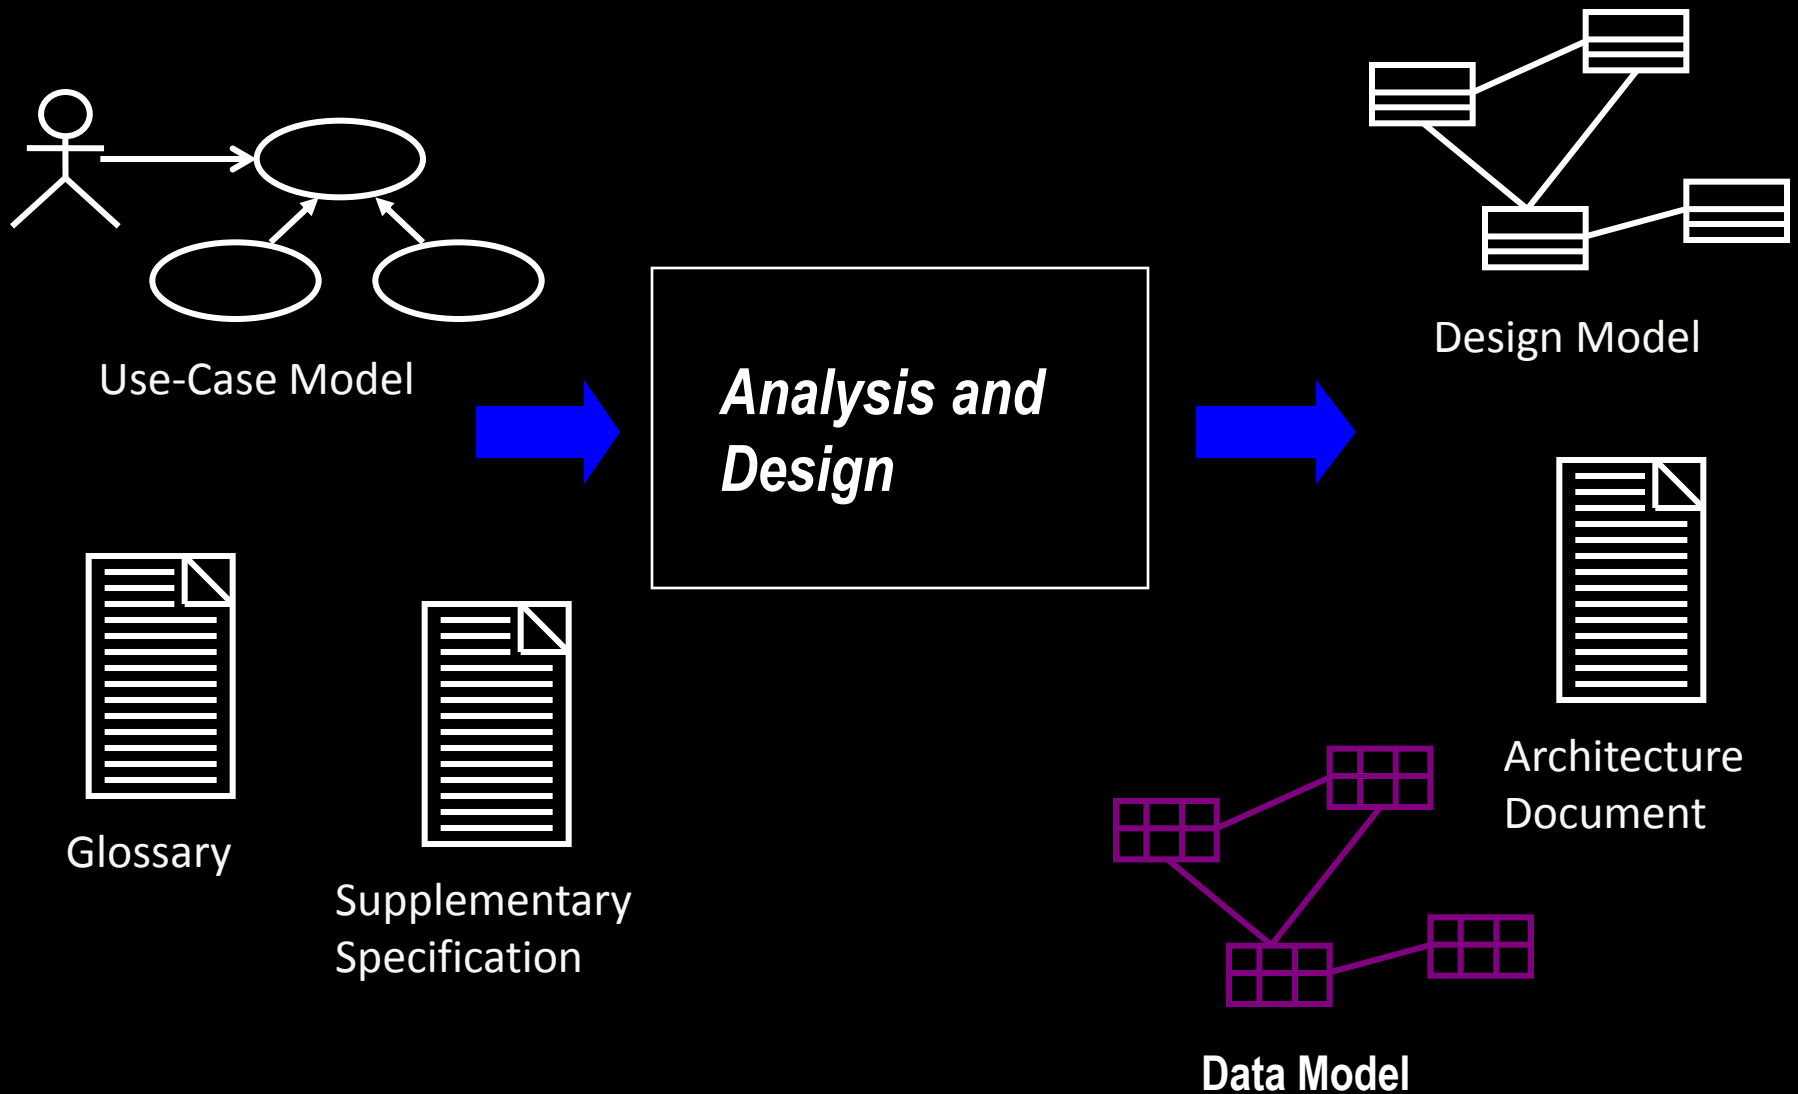 Use-Case Model
Glossary
Supplementary
Specification
Analysis and
Design
Design Model
Architecture
Document
Data Model